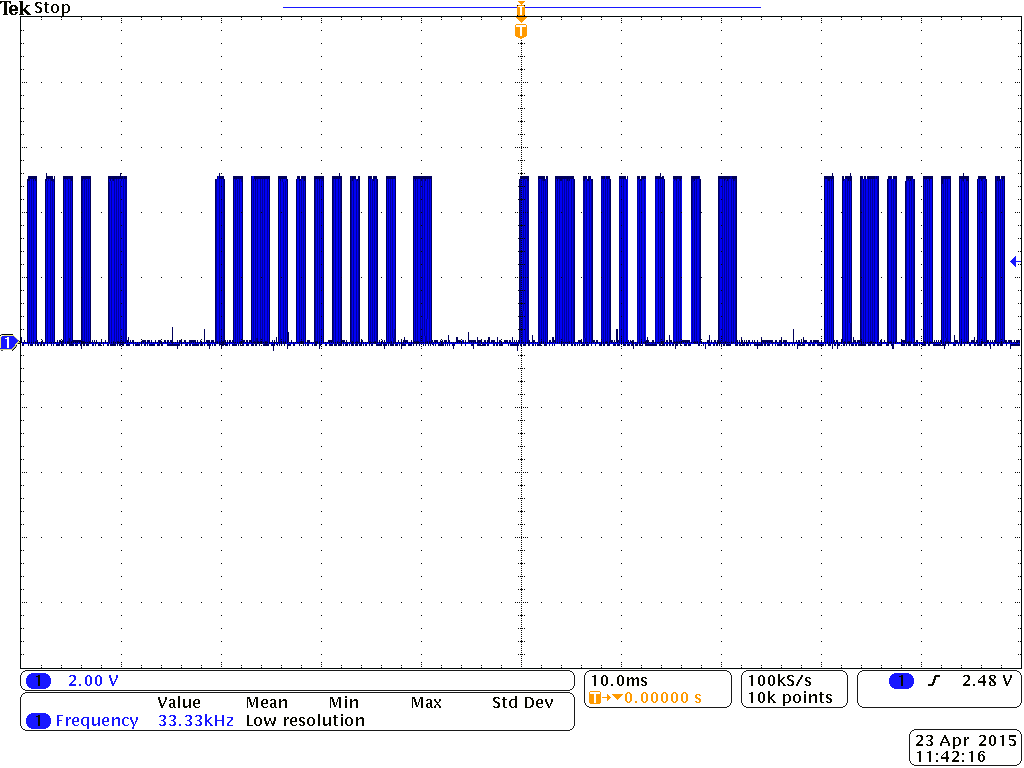 Tek Stop
T
T
1
1 2.00 V
Value Mean Min Max Std Dev
1 Frequency 33.33kHz Low resolution
10.0ms
T→▼0.00000 s
100kS/s
10k points
1 2.48 V
23 Apr 2015
11:42:16